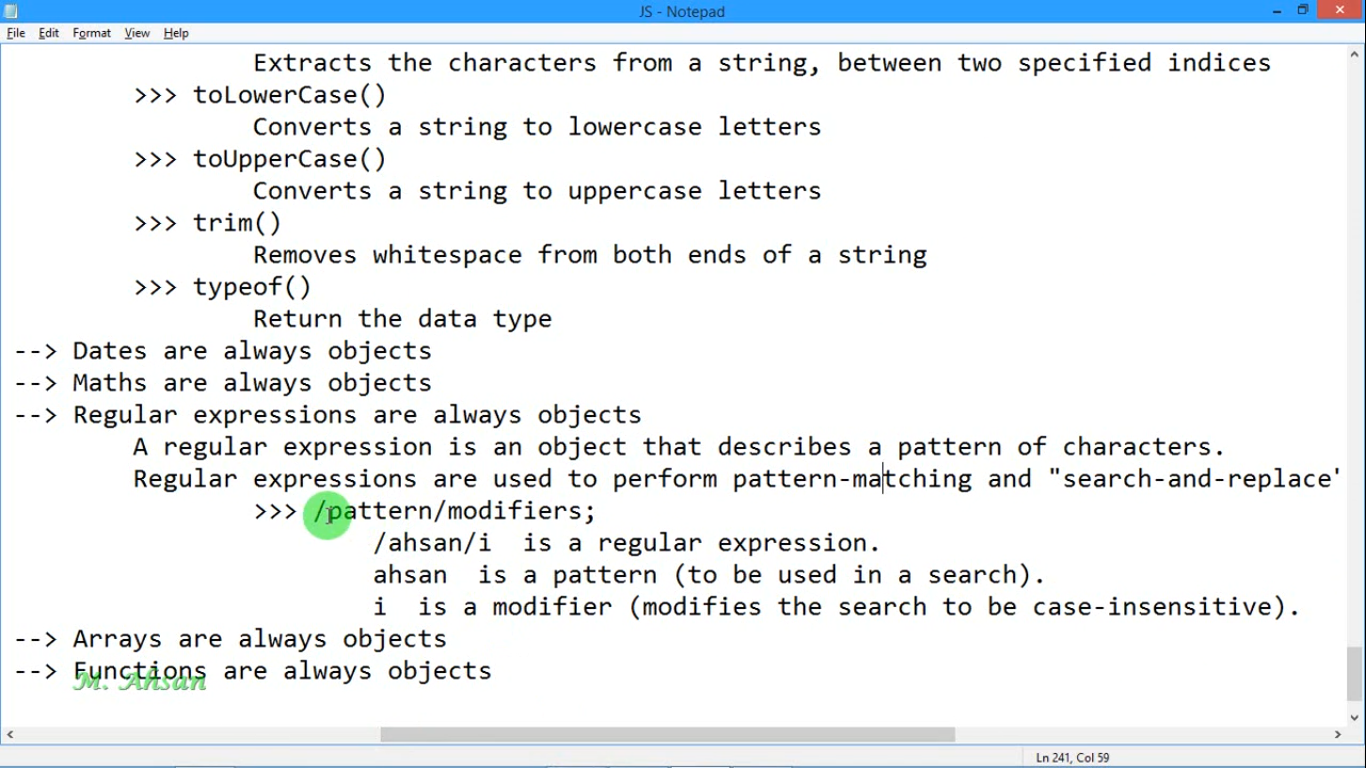 JS - Notepad
File Edit Format View Help
Extracts the characters from a string, between two specified indices
>>> toLowerCase()
Converts a string to lowercase letters
>>> toUpperCase()
Converts a string to uppercase letters
>>> trim()
Removes whitespace from both ends of a string
>>> typeof()
Return the data type
--> Dates are always objects
--> Maths are always objects
--> Regular expressions are always objects
A regular expression is an object that describes a pattern of characters.
Regular expressions are used to perform pattern-matching and "search-and-replace'
>>> /pattern/modifiers;
/ahsan/i is a regular expression.
ahsan is a pattern (to be used in a search).
i is a modifier (modifies the search to be case-insensitive).
--> Arrays are always objects
--> Functions are always objects
M. Ahsan
Ln 241, Col 59